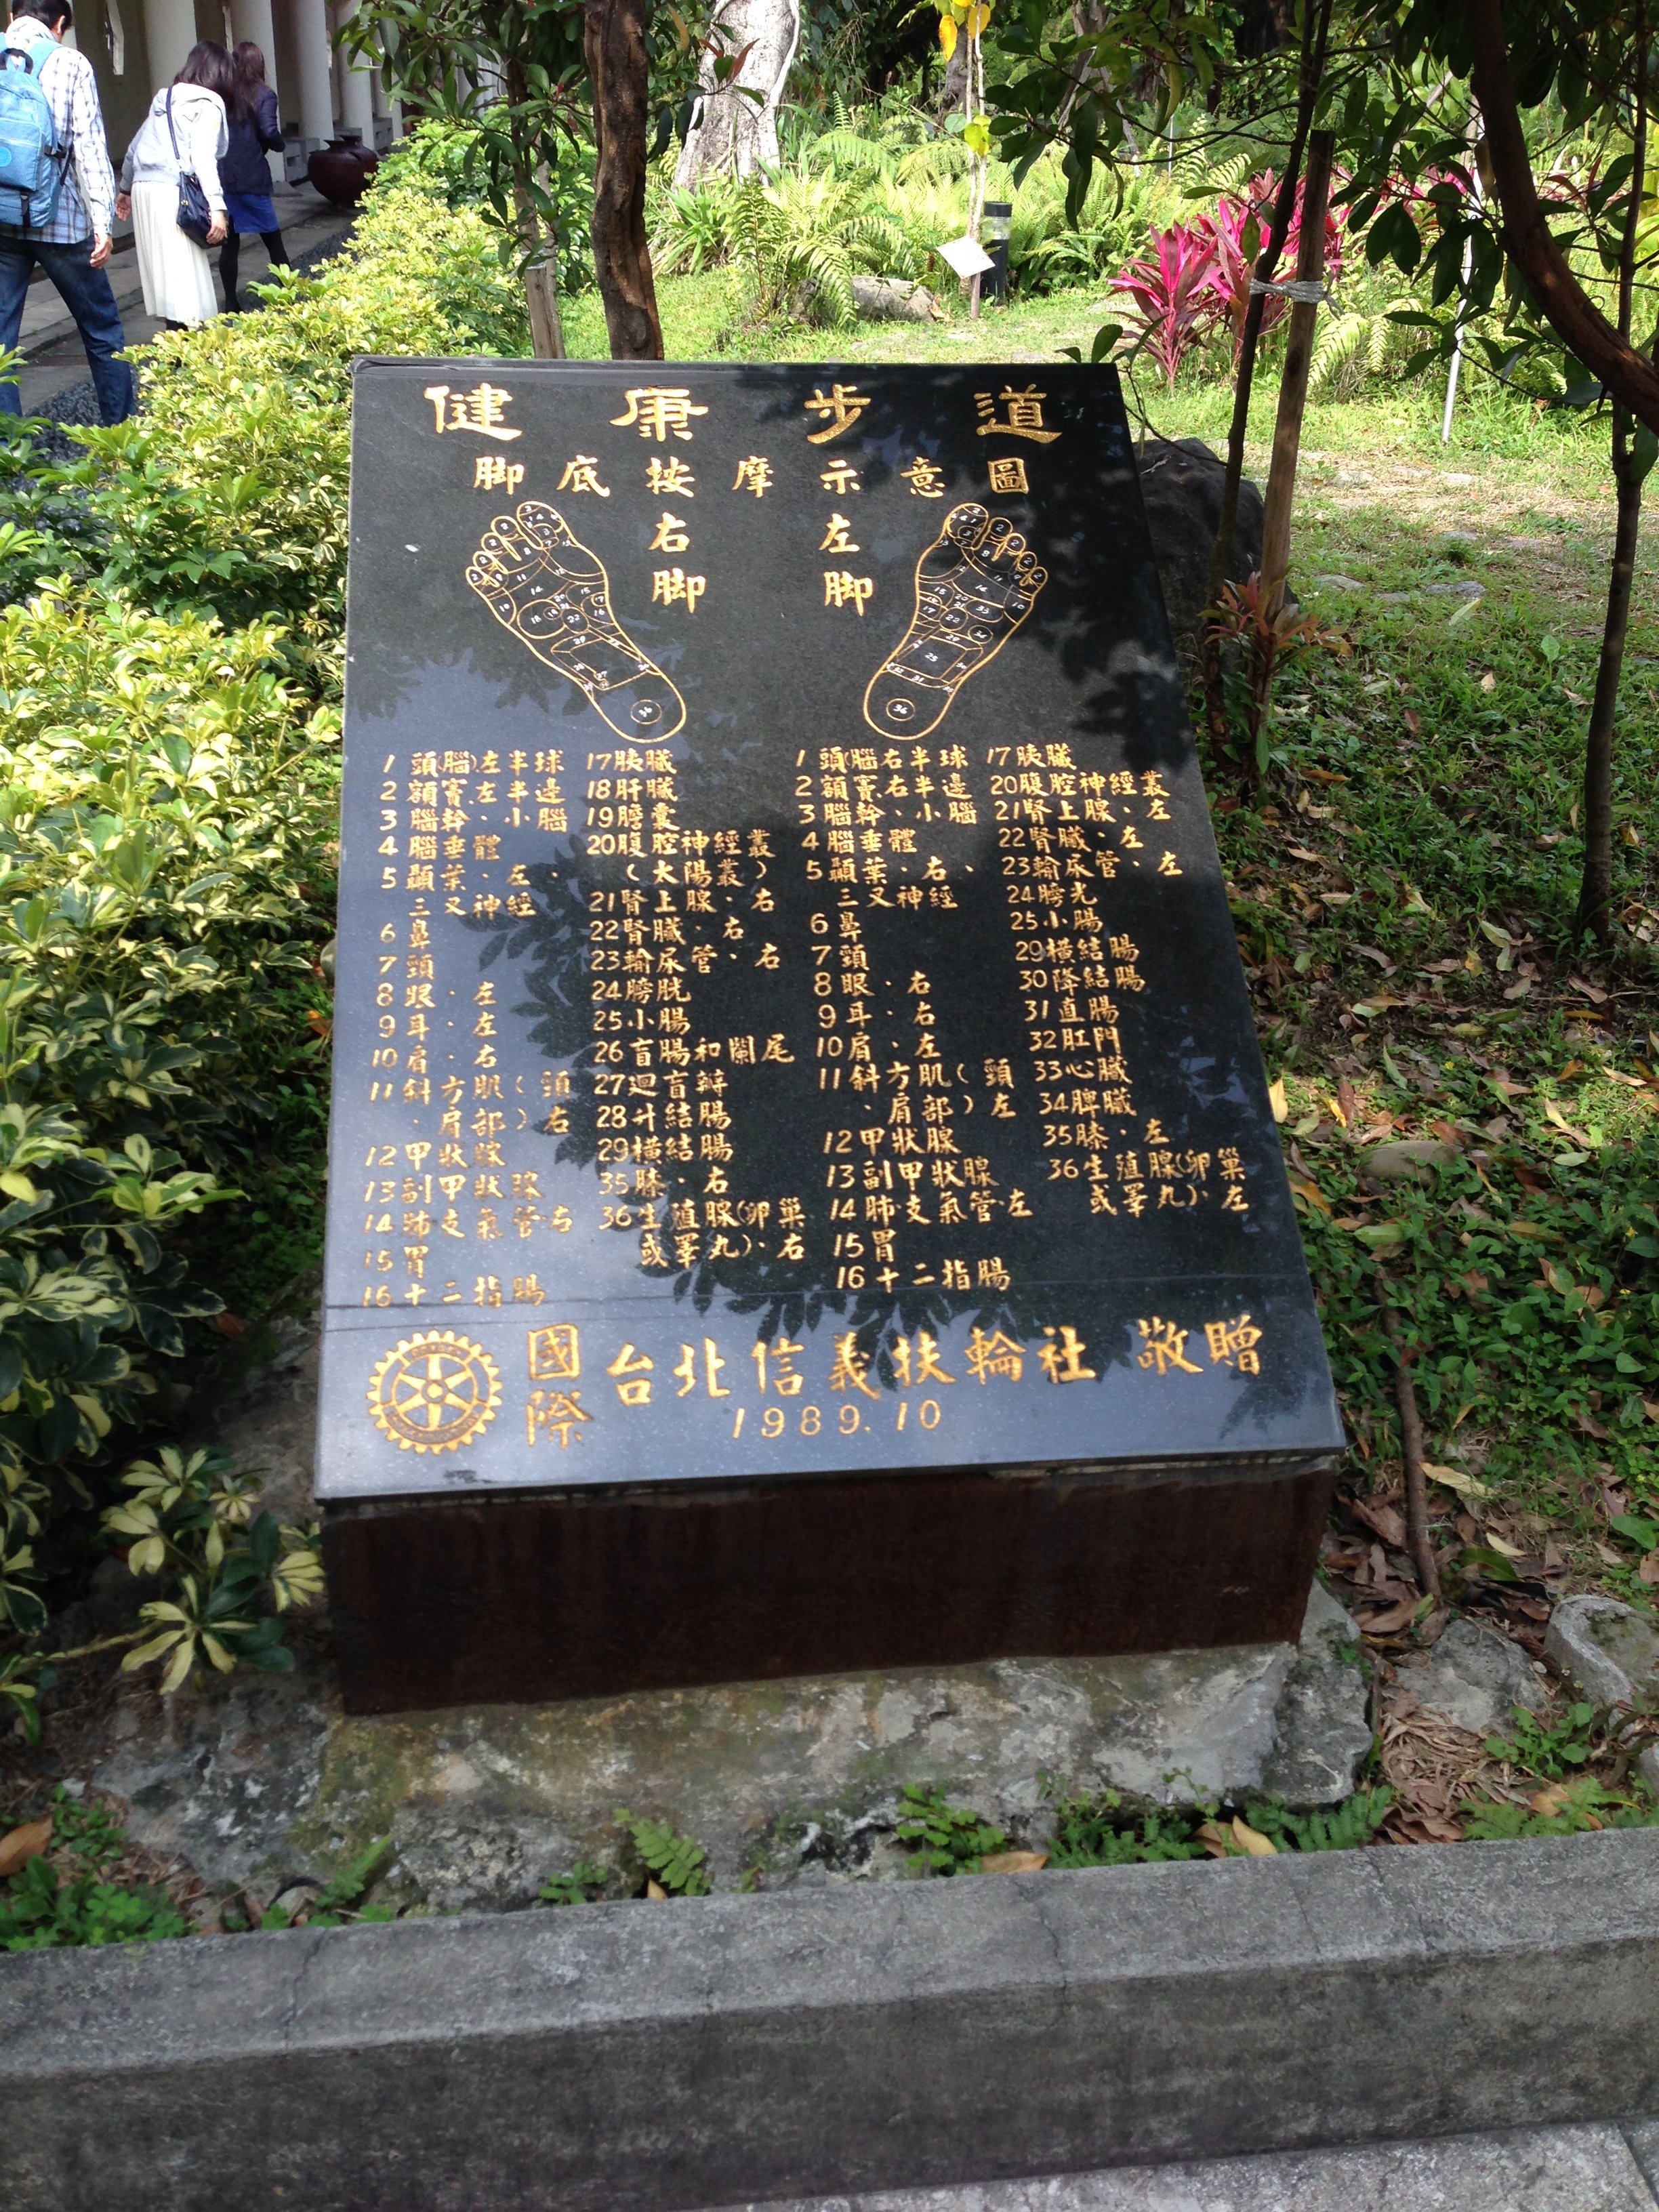 健康步道
脚底按摩示意圖
右脚
左脚
1 頭(腦)左半球
2 額竇左半邊
3 腦幹、小腦
4 腦垂體
5 顳葉·左·
三叉神經
6 鼻
7 頸
8 眼·左
9 耳·左
10 肩·右
11 斜方肌(頸
·肩部)右
12 甲狀腺
13 副甲狀腺
14 肺·支氣管·右
15 胃
16 十二指腸
17 胰臟
18 肝臟
19 膽囊
20 腹腔神經叢
(太陽叢)
21 腎上腺·右
22 腎臟·右
23 輸尿管·右
24 膀胱
25 小腸
26 盲腸和闌尾
27 迴盲瓣
28 升結腸
29 橫結腸
35 膝·右
36 生殖腺(卵巢
或睪丸)·右
1 頭(腦)右半球
2 額竇右半邊
3 腦幹、小腦
4 腦垂體
5 顳葉·右、
三叉神經
6 鼻
7 頸
8 眼·右
9 耳·右
10 肩·左
11 斜方肌(頸
·肩部)左
12 甲狀腺
13 副甲狀腺
14 肺·支氣管·左
15 胃
16 十二指腸
17 胰臟
20 腹腔神經叢
21 腎上腺·左
22 腎臟·左
23 輸尿管·左
24 膀光
25 小腸
29 橫結腸
30 降結腸
31 直腸
32 肛門
33 心臟
34 脾臟
35 膝·左
36 生殖腺(卵巢
或睪丸)·左
國際 台北信義扶輪社 敬贈
1989.10